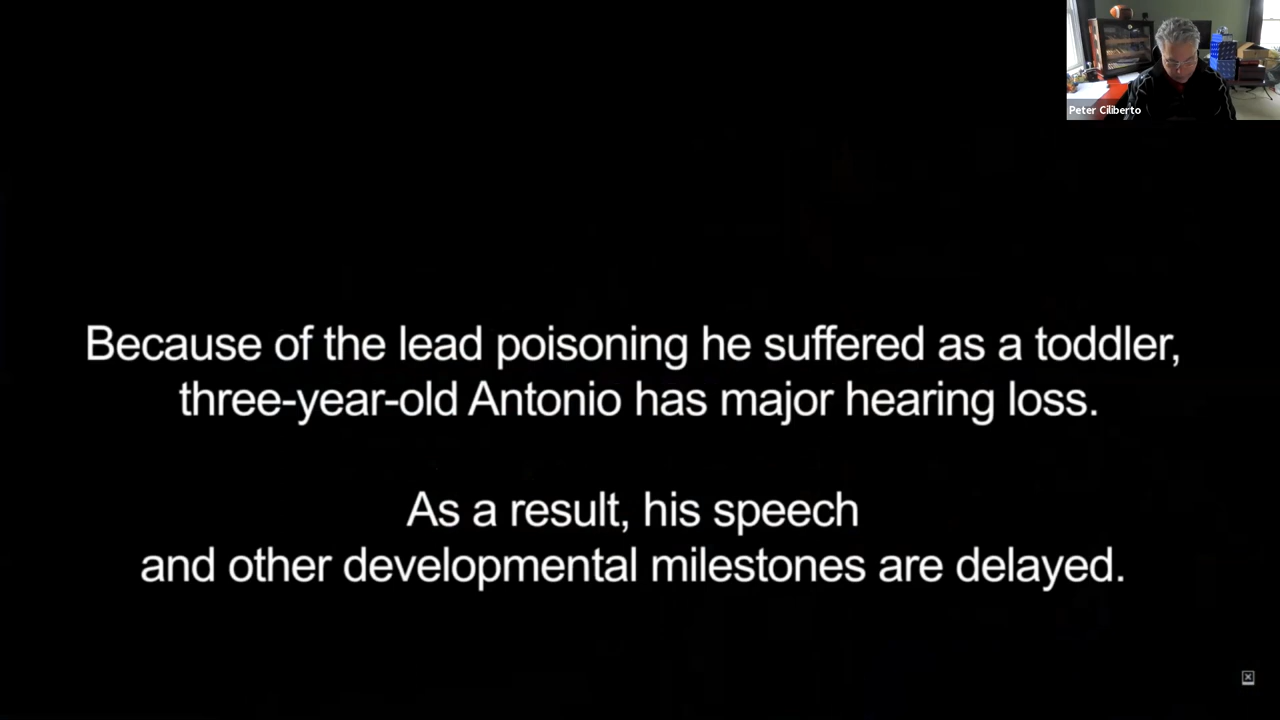 Peter Ciliberto
Because of the lead poisoning he suffered as a toddler,
three-year-old Antonio has major hearing loss.
As a result, his speech
and other developmental milestones are delayed.